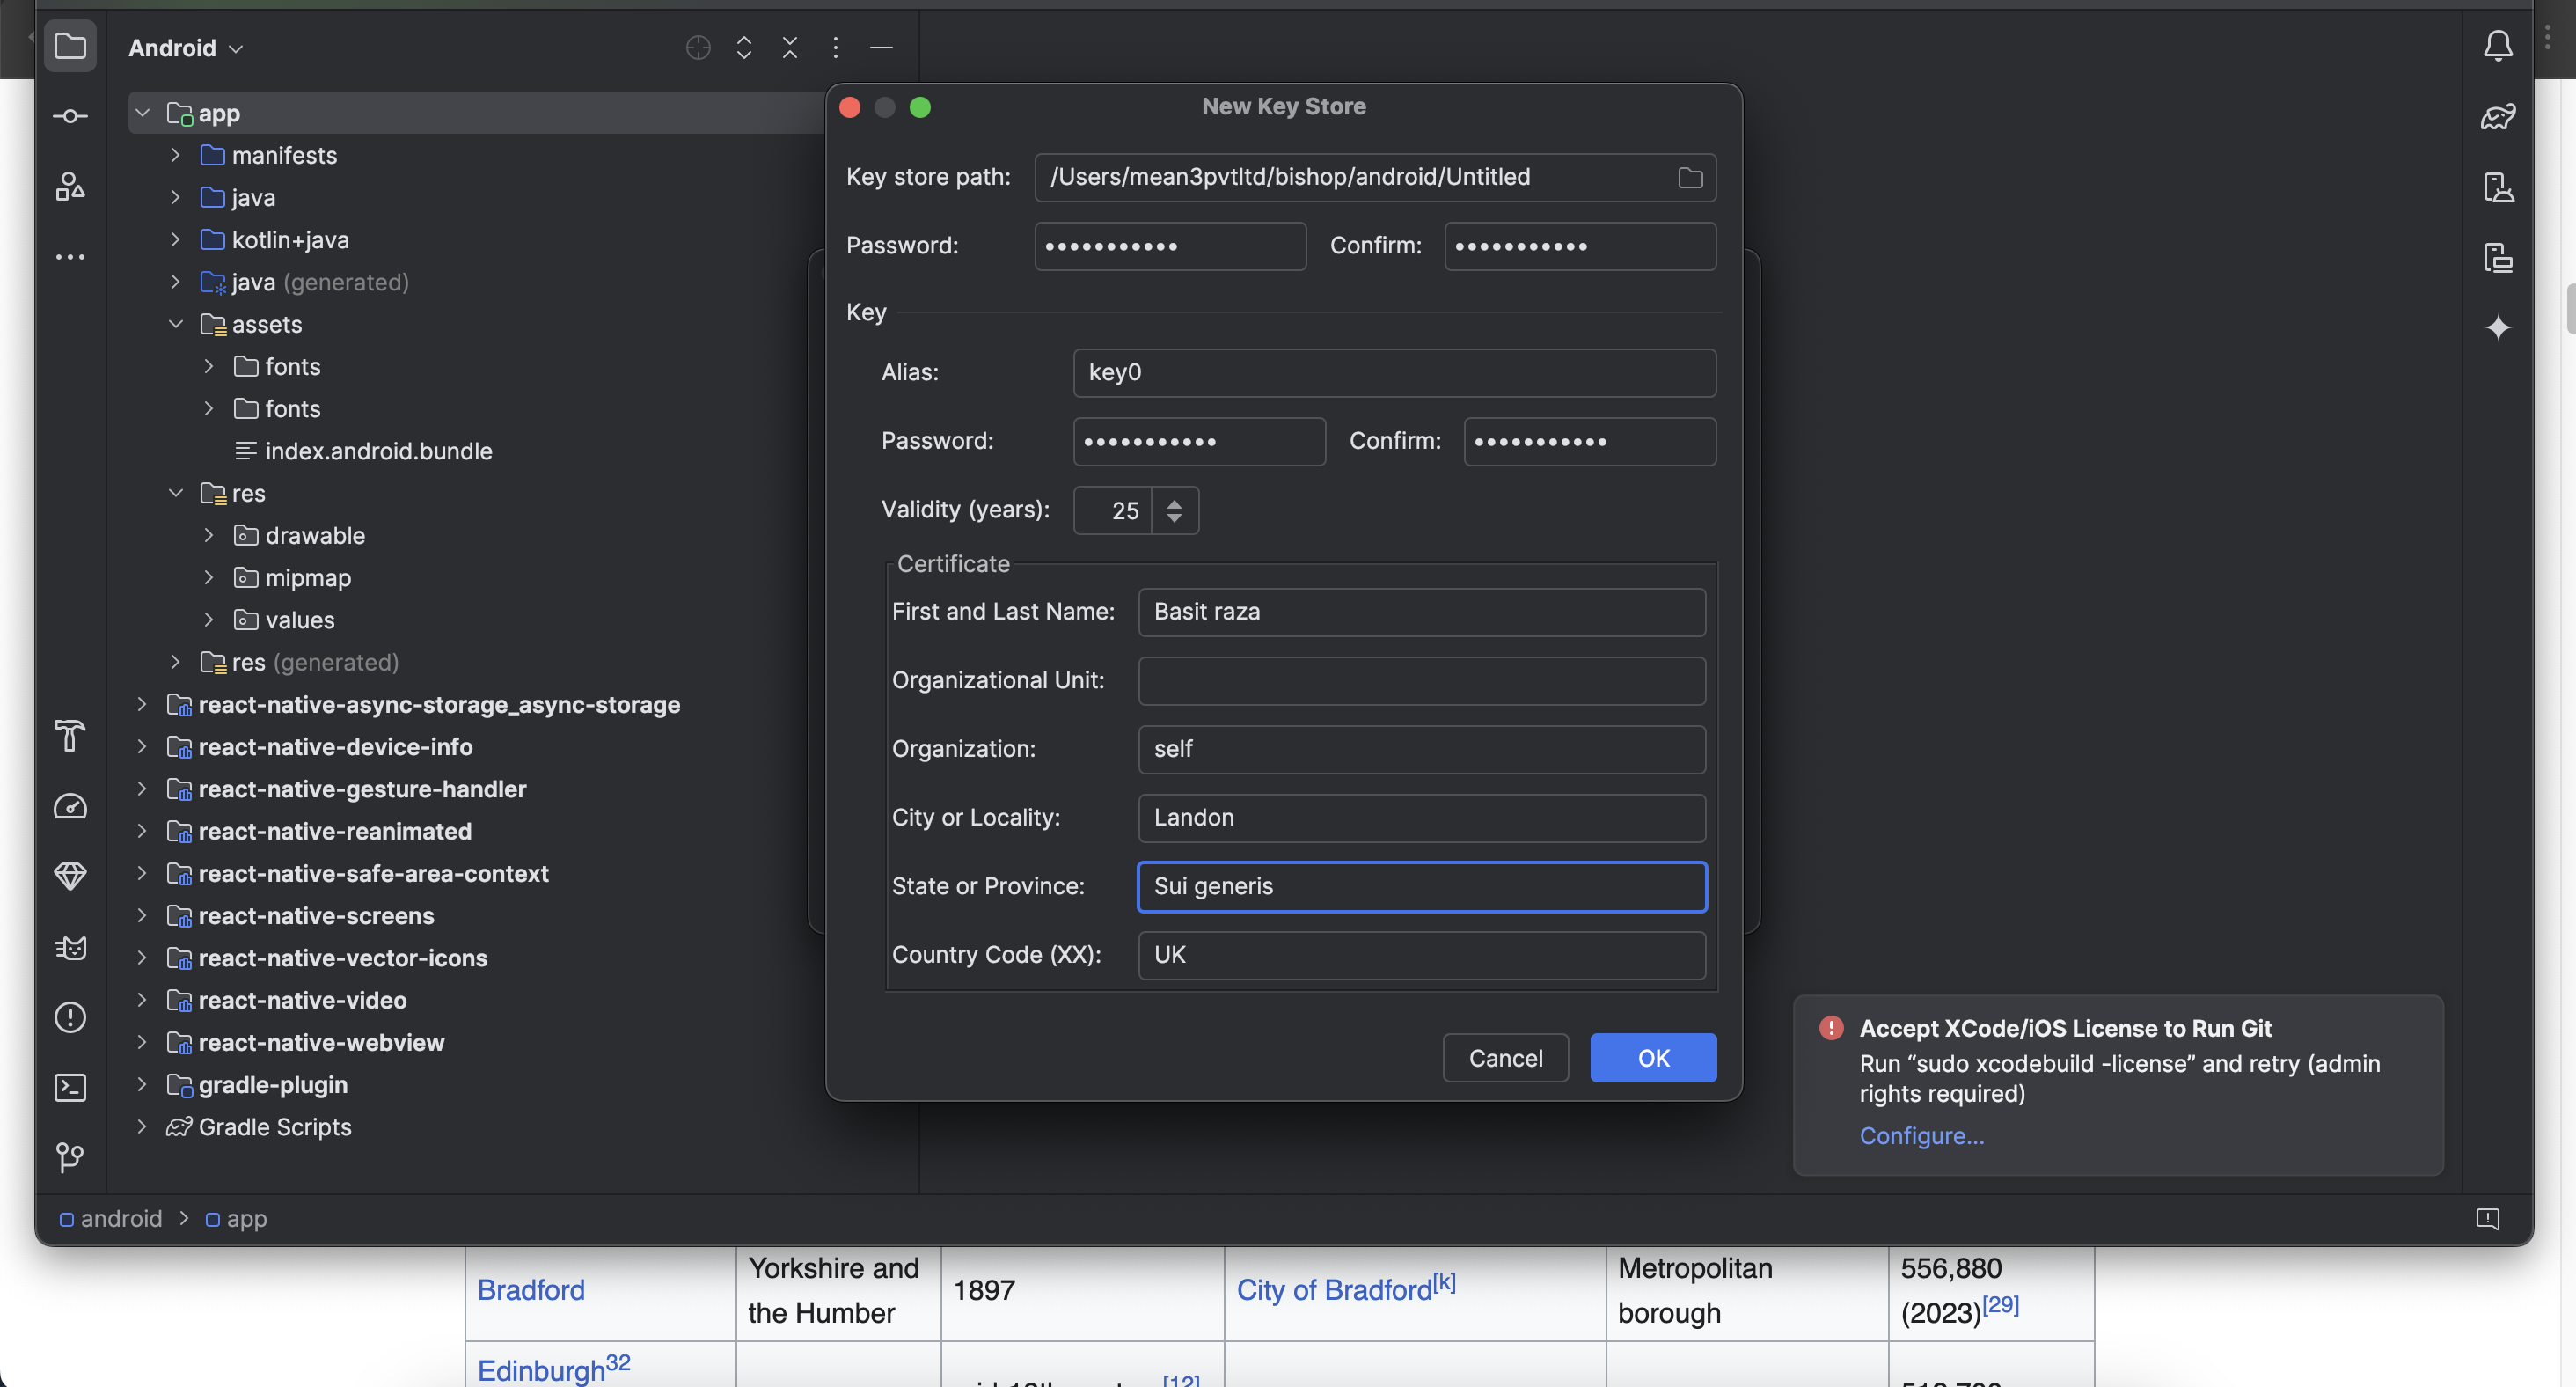 Android
app
manifests
java
kotlin+java
java (generated)
assets
fonts
fonts
index.android.bundle
res
drawable
mipmap
values
res (generated)
react-native-async-storage_async-storage
react-native-device-info
react-native-gesture-handler
react-native-reanimated
react-native-safe-area-context
react-native-screens
react-native-vector-icons
react-native-video
react-native-webview
gradle-plugin
Gradle Scripts
New Key Store
Key store path: /Users/mean3pvtltd/bishop/android/Untitled
Password: ••••••••••• Confirm: •••••••••••
Key
Alias: key0
Password: ••••••••••• Confirm: •••••••••••
Validity (years): 25
Certificate
First and Last Name: Basit raza
Organizational Unit:
Organization: self
City or Locality: Landon
State or Province: Sui generis
Country Code (XX): UK
Cancel OK
Accept XCode/iOS License to Run Git
Run “sudo xcodebuild -license” and retry (admin
rights required)
Configure...
android > app
Bradford
Yorkshire and
the Humber
1897
City of Bradford[k]
Metropolitan
borough
556,880
(2023)[29]
Edinburgh32
[12]